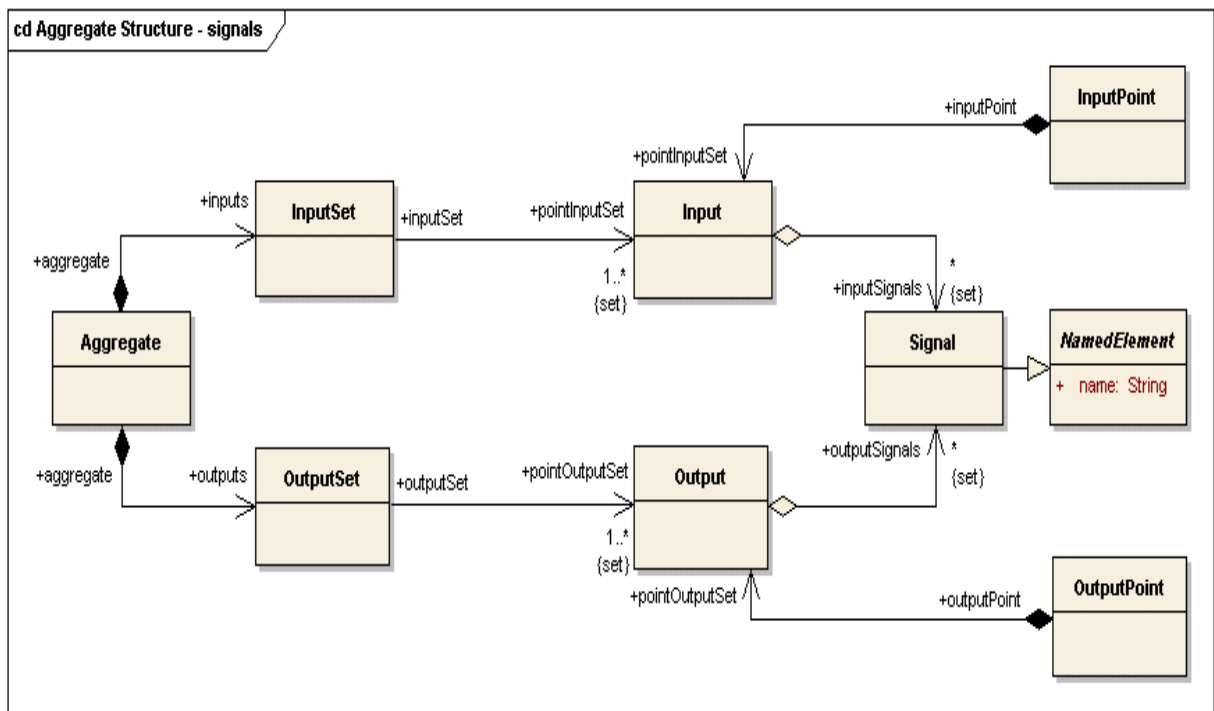 cd Aggregate Structure - signals
InputPoint
+inputPoint
+pointInputSet
+inputs
InputSet
+inputSet
+pointInputSet
Input
+aggregate
1..*
{set}
*
+inputSignals
{set}
Aggregate
Signal
NamedElement
+ name: String
+aggregate
+outputs
OutputSet
+outputSet
+pointOutputSet
Output
+outputSignals
*
{set}
1..*
{set}
+pointOutputSet
+outputPoint
OutputPoint